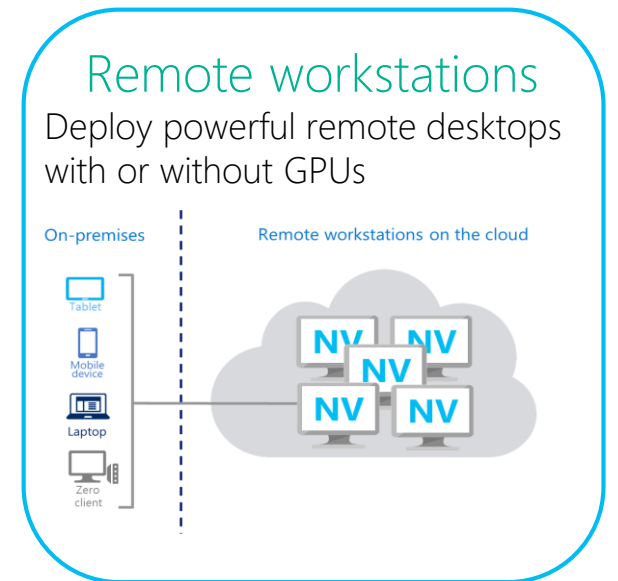 Remote workstations
Deploy powerful remote desktops
with or without GPUs
On-premises
Remote workstations on the cloud
Tablet
Mobile
device
Laptop
Zero
client
NV
NV
NV
NV
NV